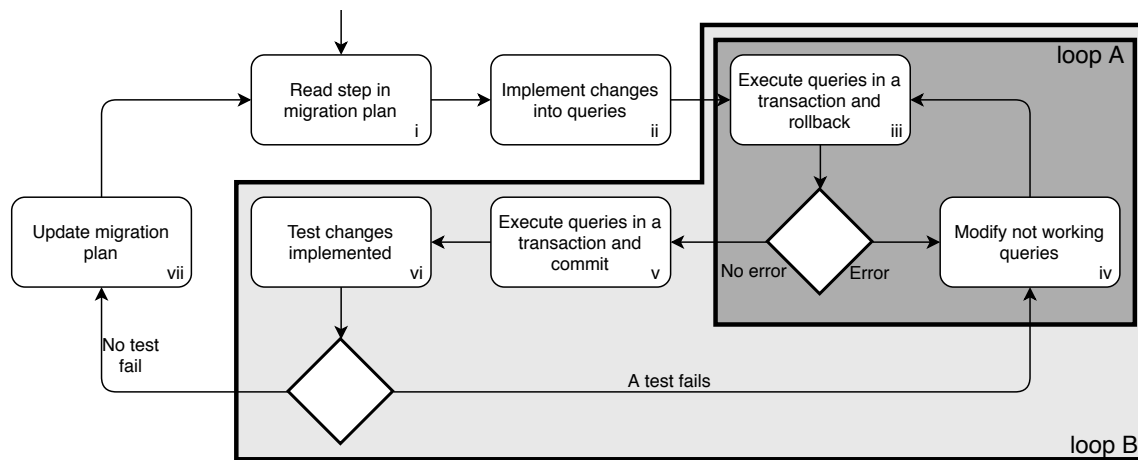 loop A
Read step in
migration plan
i
Implement changes
into queries
ii
Execute queries in a
transaction and
rollback
iii
Update migration
plan
vii
Test changes
implemented
vi
Execute queries in a
transaction and
commit
v
No error
Error
Modify not working
queries
iv
No test
fail
A test fails
loop B